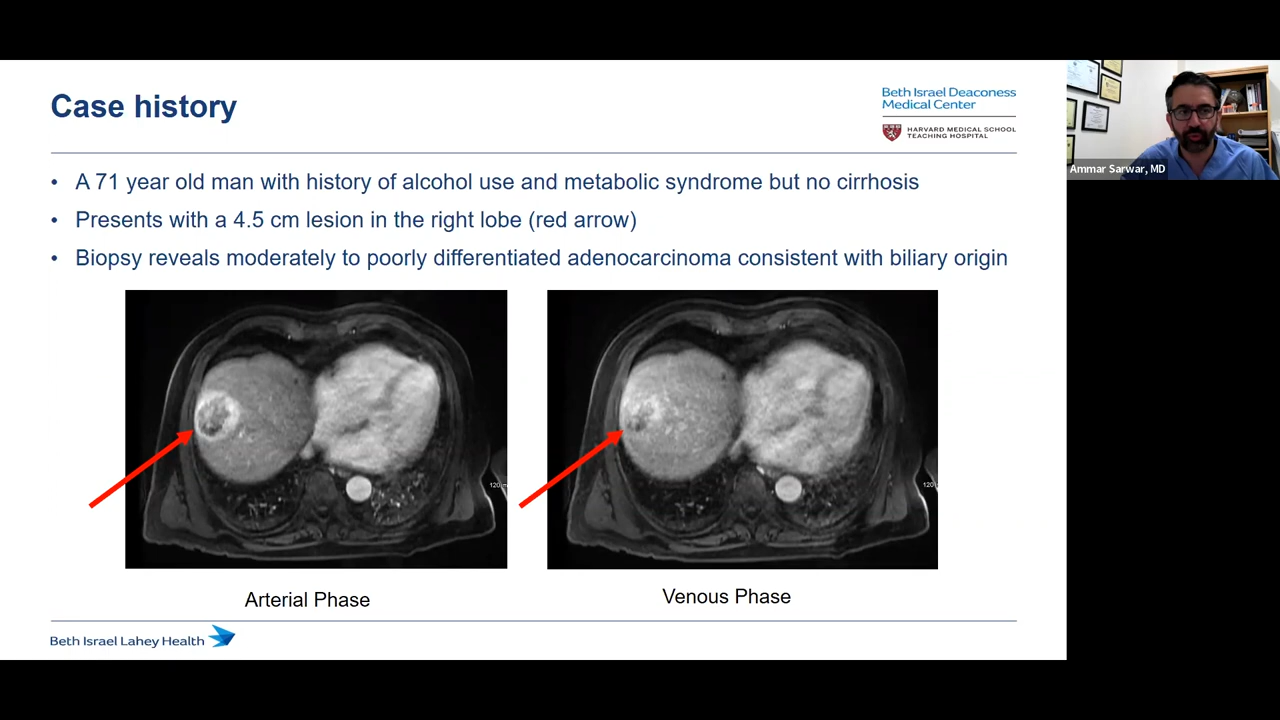 Case history
Beth Israel Deaconess
Medical Center
HARVARD MEDICAL SCHOOL
TEACHING HOSPITAL
Ammar Sarwar, MD
• A 71 year old man with history of alcohol use and metabolic syndrome but no cirrhosis
• Presents with a 4.5 cm lesion in the right lobe (red arrow)
• Biopsy reveals moderately to poorly differentiated adenocarcinoma consistent with biliary origin
Arterial Phase
Venous Phase
Beth Israel Lahey Health